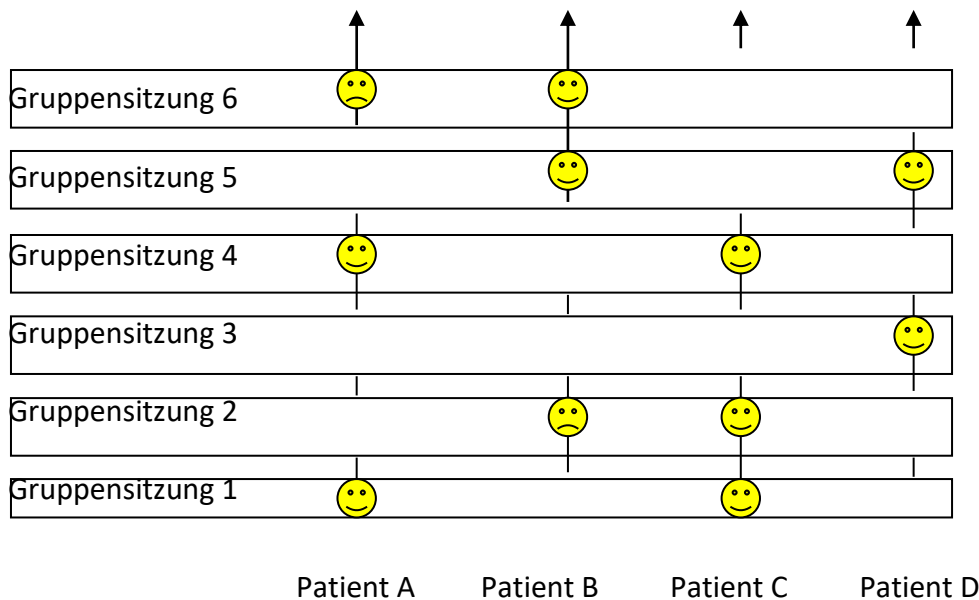 Gruppensitzung 6
Gruppensitzung 5
Gruppensitzung 4
Gruppensitzung 3
Gruppensitzung 2
Gruppensitzung 1
Patient A Patient B Patient C Patient D